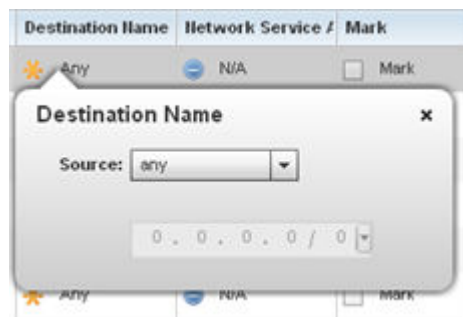 Destination Name Network Service A Mark
Any N/A Mark
Destination Name ×
Source: any
0 . 0 . 0 . 0 / 0
Any N/A Mark